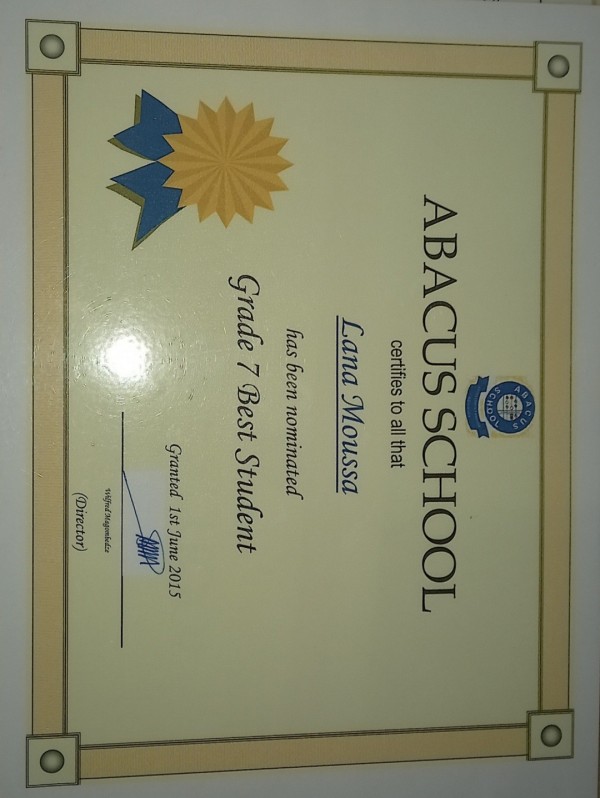 ABACUS SCHOOL
ABACUS SCHOOL
certifies to all that
Lana Moussa
has been nominated
Grade 7 Best Student
Granted 1st June 2015
Wilfred Magombedze
(Director)